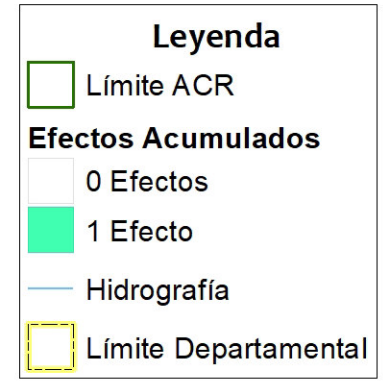 Leyenda
Límite ACR
Efectos Acumulados
0 Efectos
1 Efecto
Hidrografía
Límite Departamental